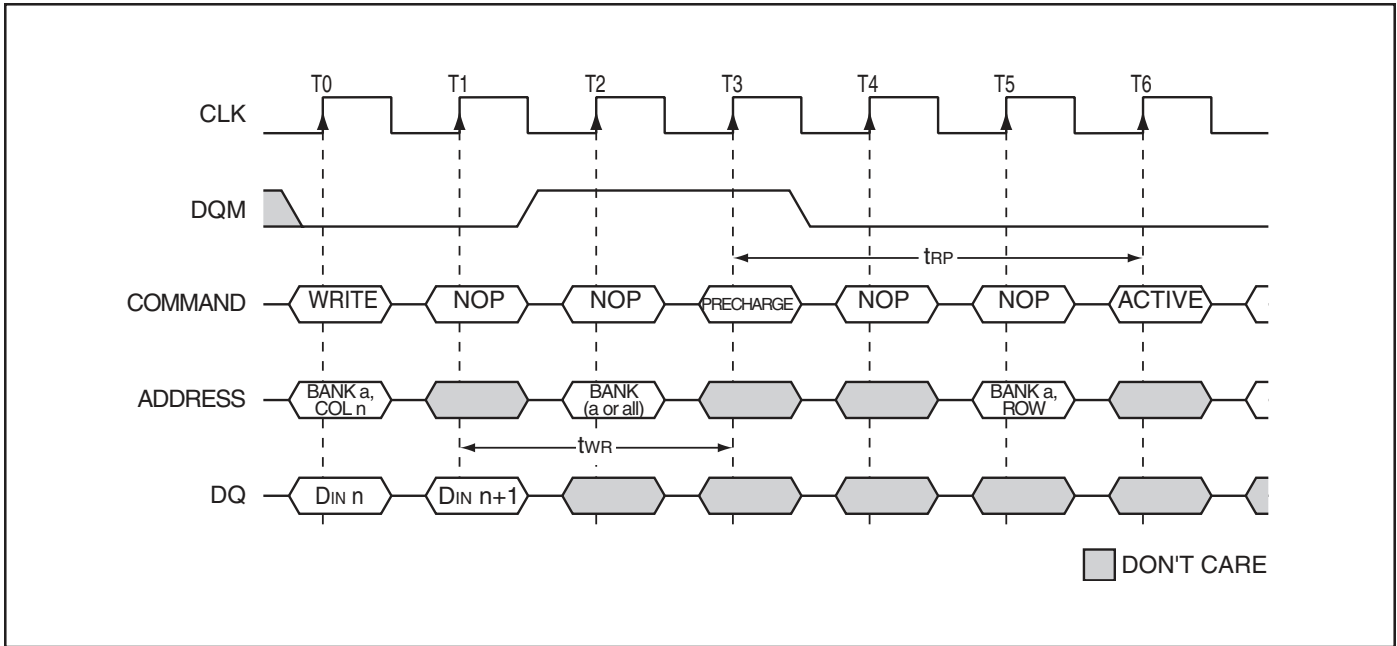 T0 T1 T2 T3 T4 T5 T6
CLK
DQM
tRP
COMMAND WRITE NOP NOP PRECHARGE NOP NOP ACTIVE
ADDRESS BANK a, COL n BANK (a or all) BANK a, ROW
tWR
DQ DIN n DIN n+1
DON'T CARE